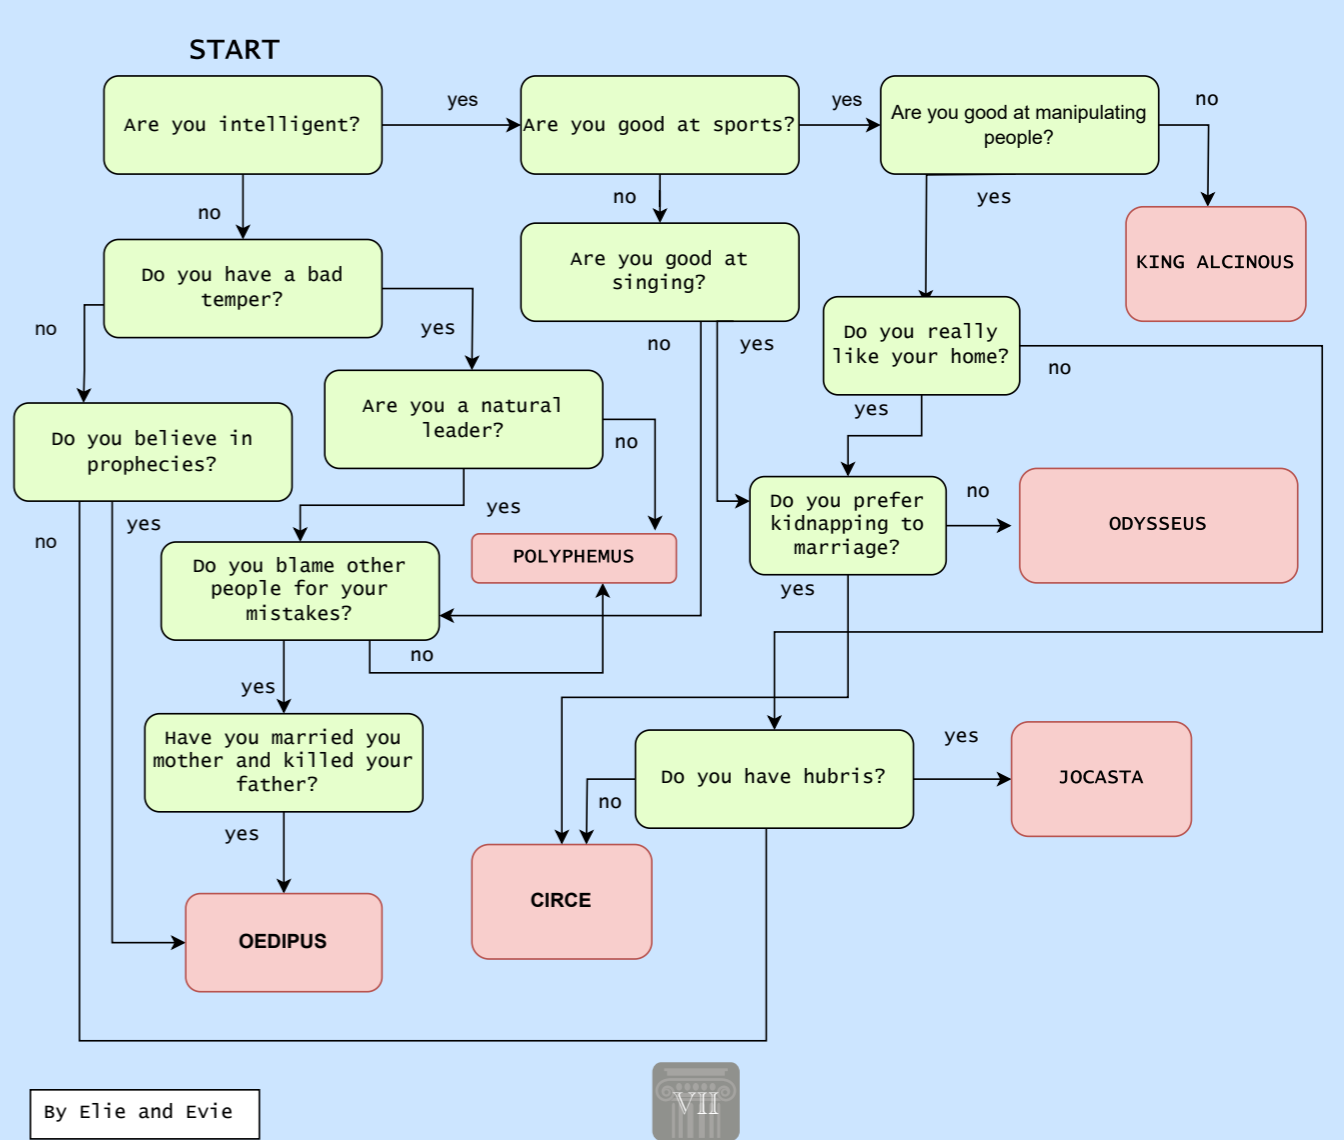 START
Are you intelligent?
yes
Are you good at sports?
yes
Are you good at manipulating
people?
no
no
no
yes
KING ALCINOUS
Do you have a bad
temper?
Are you good at
singing?
no
yes
no
yes
Do you really
like your home?
no
yes
Do you believe in
prophecies?
Are you a natural
leader?
no
yes
no
yes
Do you prefer
kidnapping to
marriage?
no
ODYSSEUS
yes
Do you blame other
people for your
mistakes?
POLYPHEMUS
no
yes
Have you married you
mother and killed your
father?
yes
Do you have hubris?
yes
JOCASTA
no
yes
OEDIPUS
CIRCE
By Elie and Evie
VII